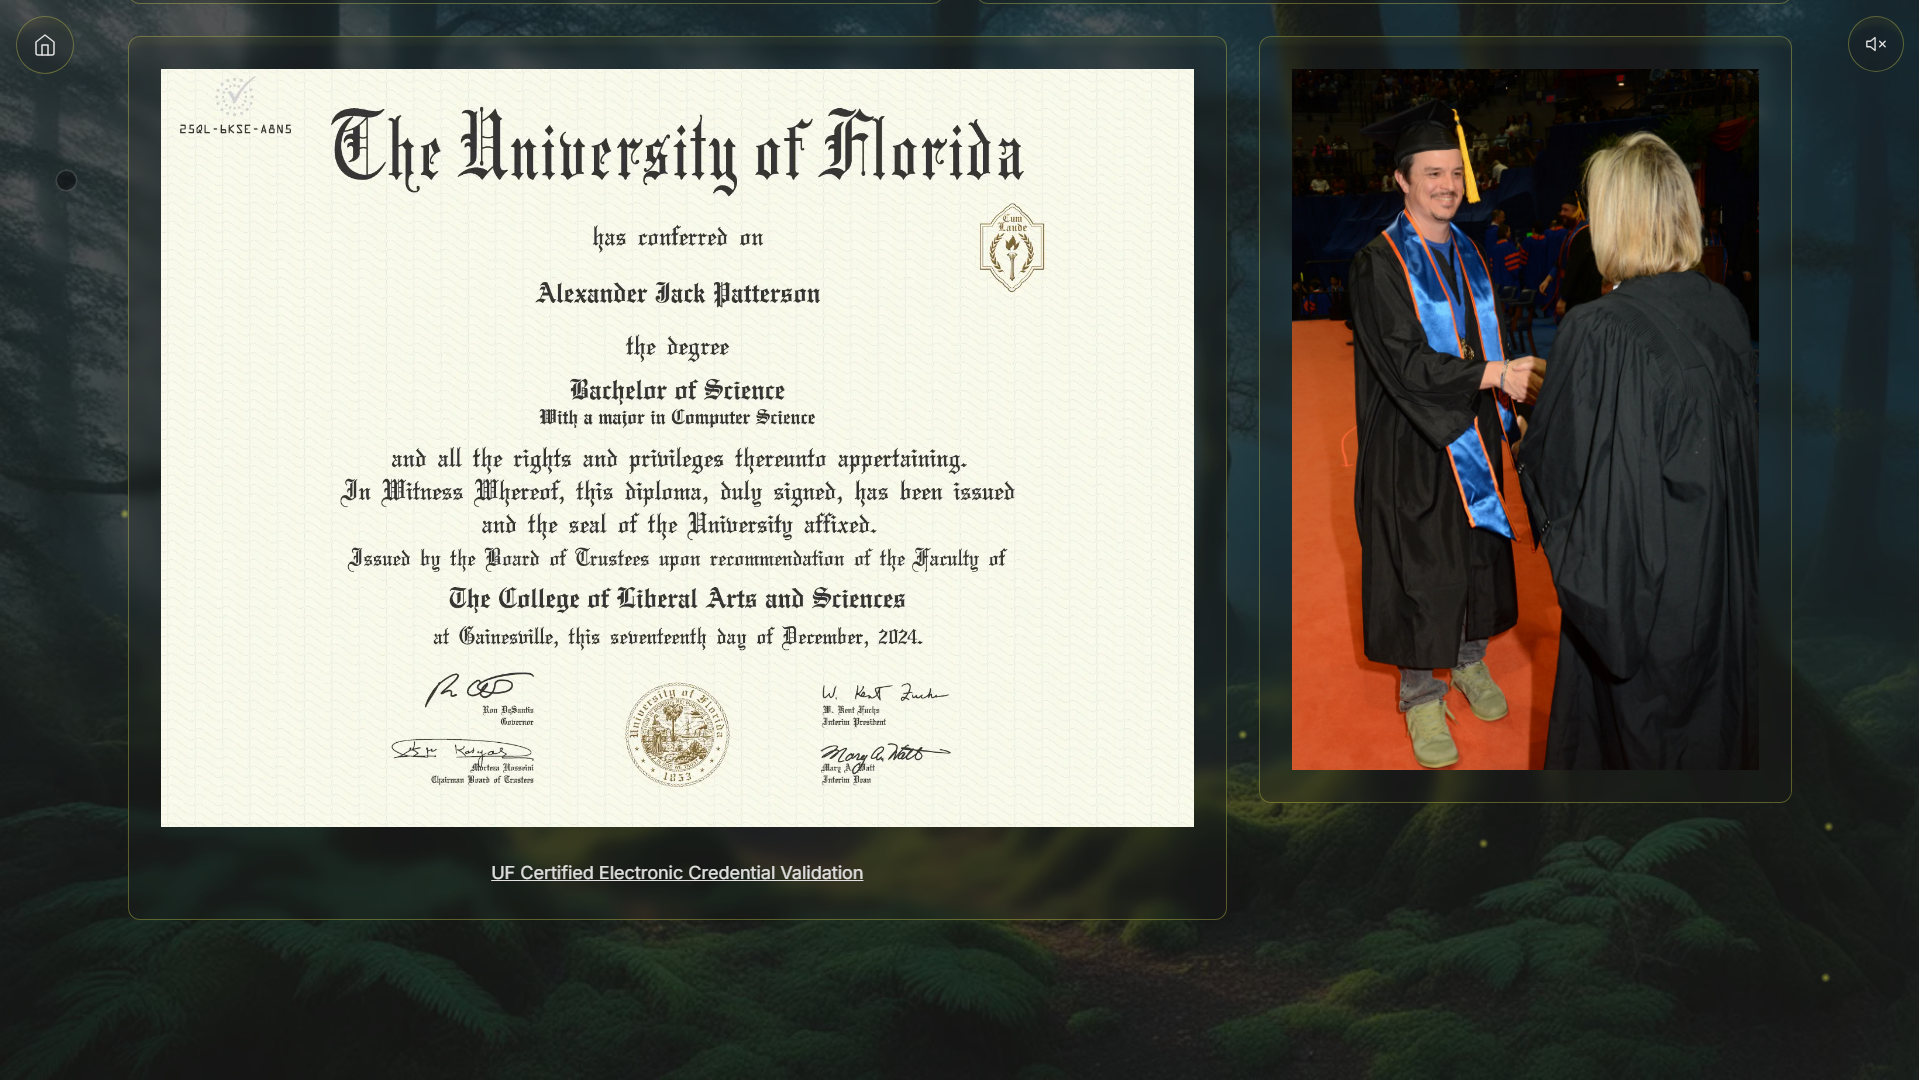 25QL-6KSE-A8N5
The University of Florida
has conferred on
Cum
Laude
Alexander Jack Patterson
the degree
Bachelor of Science
With a major in Computer Science
and all the rights and privileges thereunto appertaining.
In Witness Whereof, this diploma, duly signed, has been issued
and the seal of the University affixed.
Issued by the Board of Trustees upon recommendation of the Faculty of
The College of Liberal Arts and Sciences
at Gainesville, this seventeenth day of December, 2024.
Ron DeSantis
Governor
Mortesa Hosseini
Chairman Board of Trustees
University of Florida
1853
W. Kent Fuchs
W. Kent Fuchs
Interim President
Mary A. Watt
Mary A. Watt
Interim Dean
UF Certified Electronic Credential Validation